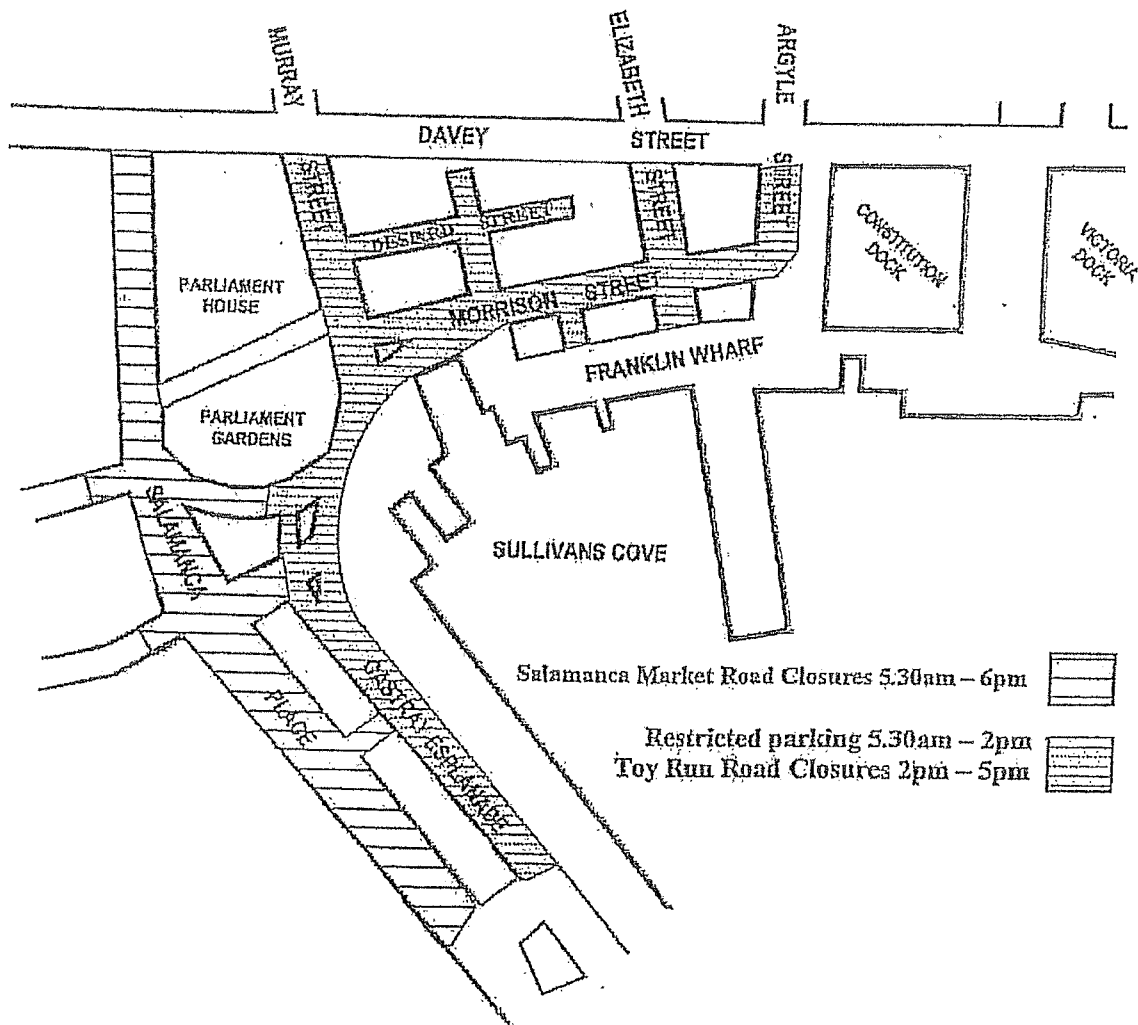 MURRAY
ELIZABETH
ARGYLE
DAVEY STREET
STREET
STREET
STREET
STREET
CONSTITUTION
DOCK
VICTORIA
DOCK
PARLIAMENT
HOUSE
MORRISON STREET
FRANKLIN WHARF
PARLIAMENT
GARDENS
SALAMANCA
SULLIVANS COVE
Salamanca Market Road Closures 5.30am – 6pm
PLACE
CASTRAY ESPLANADE
Restricted parking 5.30am – 2pm
Toy Run Road Closures 2pm – 5pm